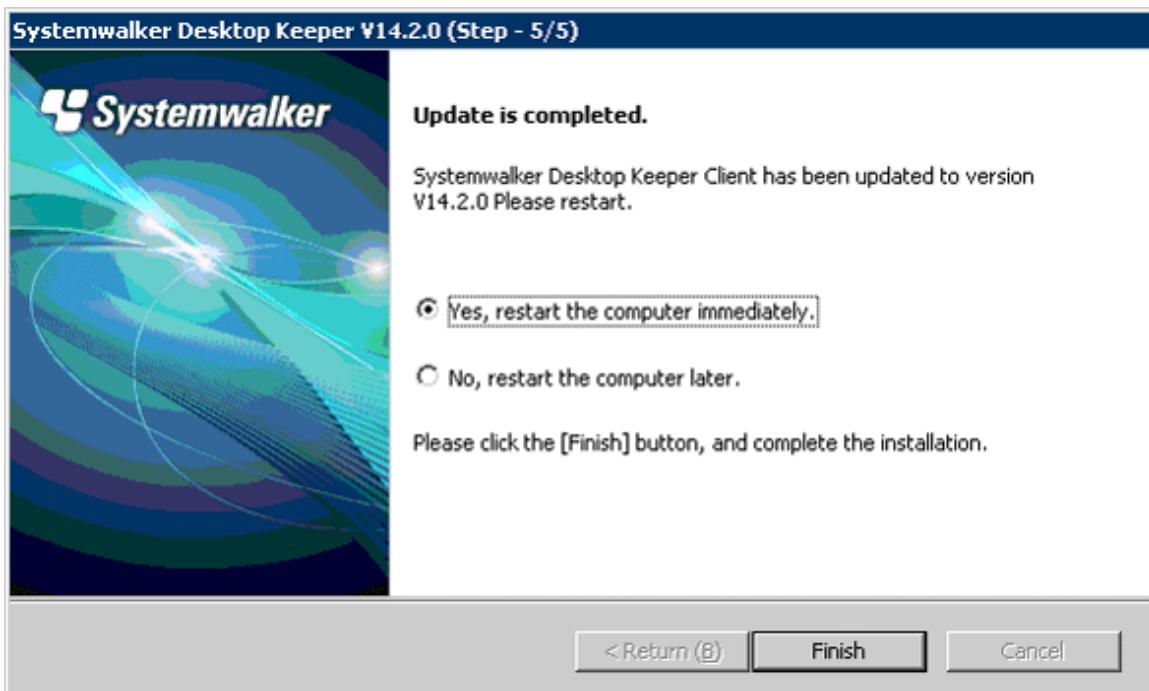 Systemwalker Desktop Keeper V14.2.0 (Step - 5/5)
Systemwalker
Update is completed.
Systemwalker Desktop Keeper Client has been updated to version
V14.2.0 Please restart.
Yes, restart the computer immediately.
No, restart the computer later.
Please click the [Finish] button, and complete the installation.
< Return (B)
Finish
Cancel